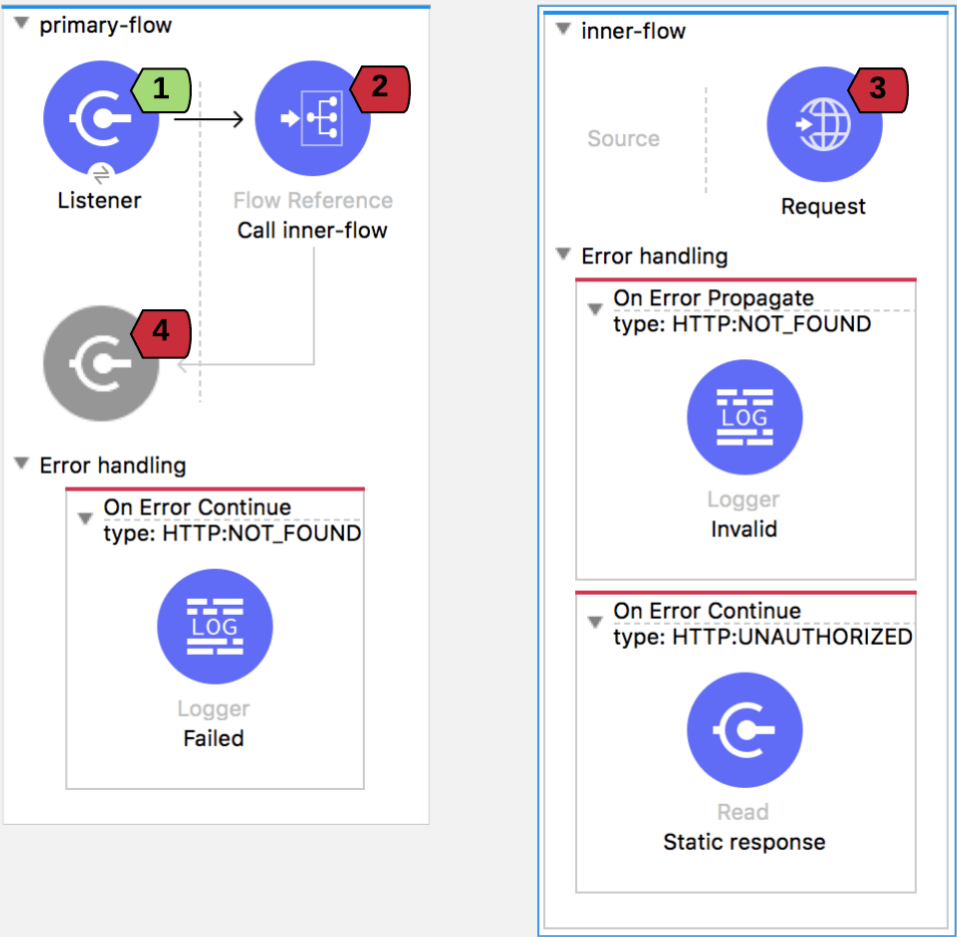 primary-flow
1
2
Listener
Flow Reference
Call inner-flow
4
Error handling
On Error Continue
type: HTTP:NOT_FOUND
LOG
Logger
Failed
inner-flow
3
Source
Request
Error handling
On Error Propagate
type: HTTP:NOT_FOUND
LOG
Logger
Invalid
On Error Continue
type: HTTP:UNAUTHORIZED
Read
Static response